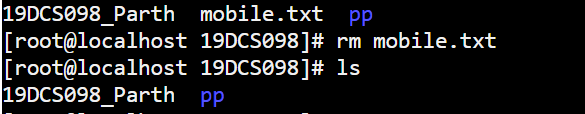 19DCS098_Parth  mobile.txt  pp
[root@localhost 19DCS098]# rm mobile.txt
[root@localhost 19DCS098]# ls
19DCS098_Parth  pp